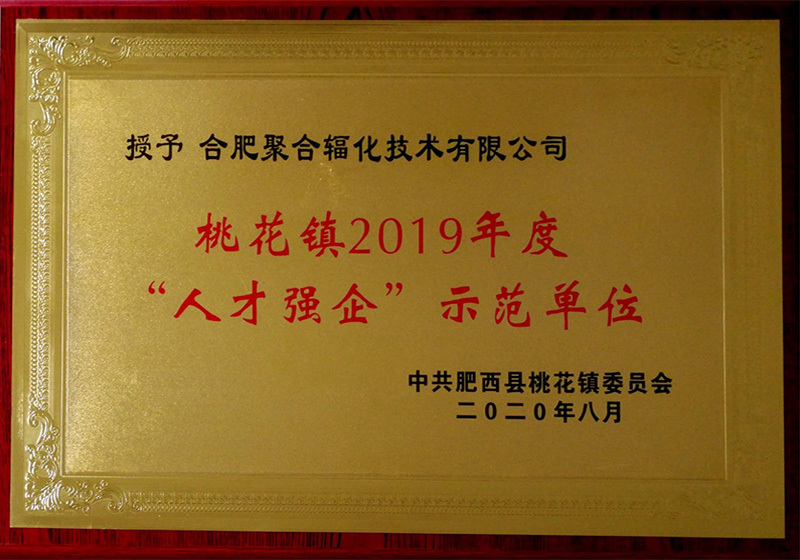 授予 合肥聚合辐化技术有限公司
桃花镇2019年度
“人才强企”示范单位
中共肥西县桃花镇委员会
二〇二〇年八月